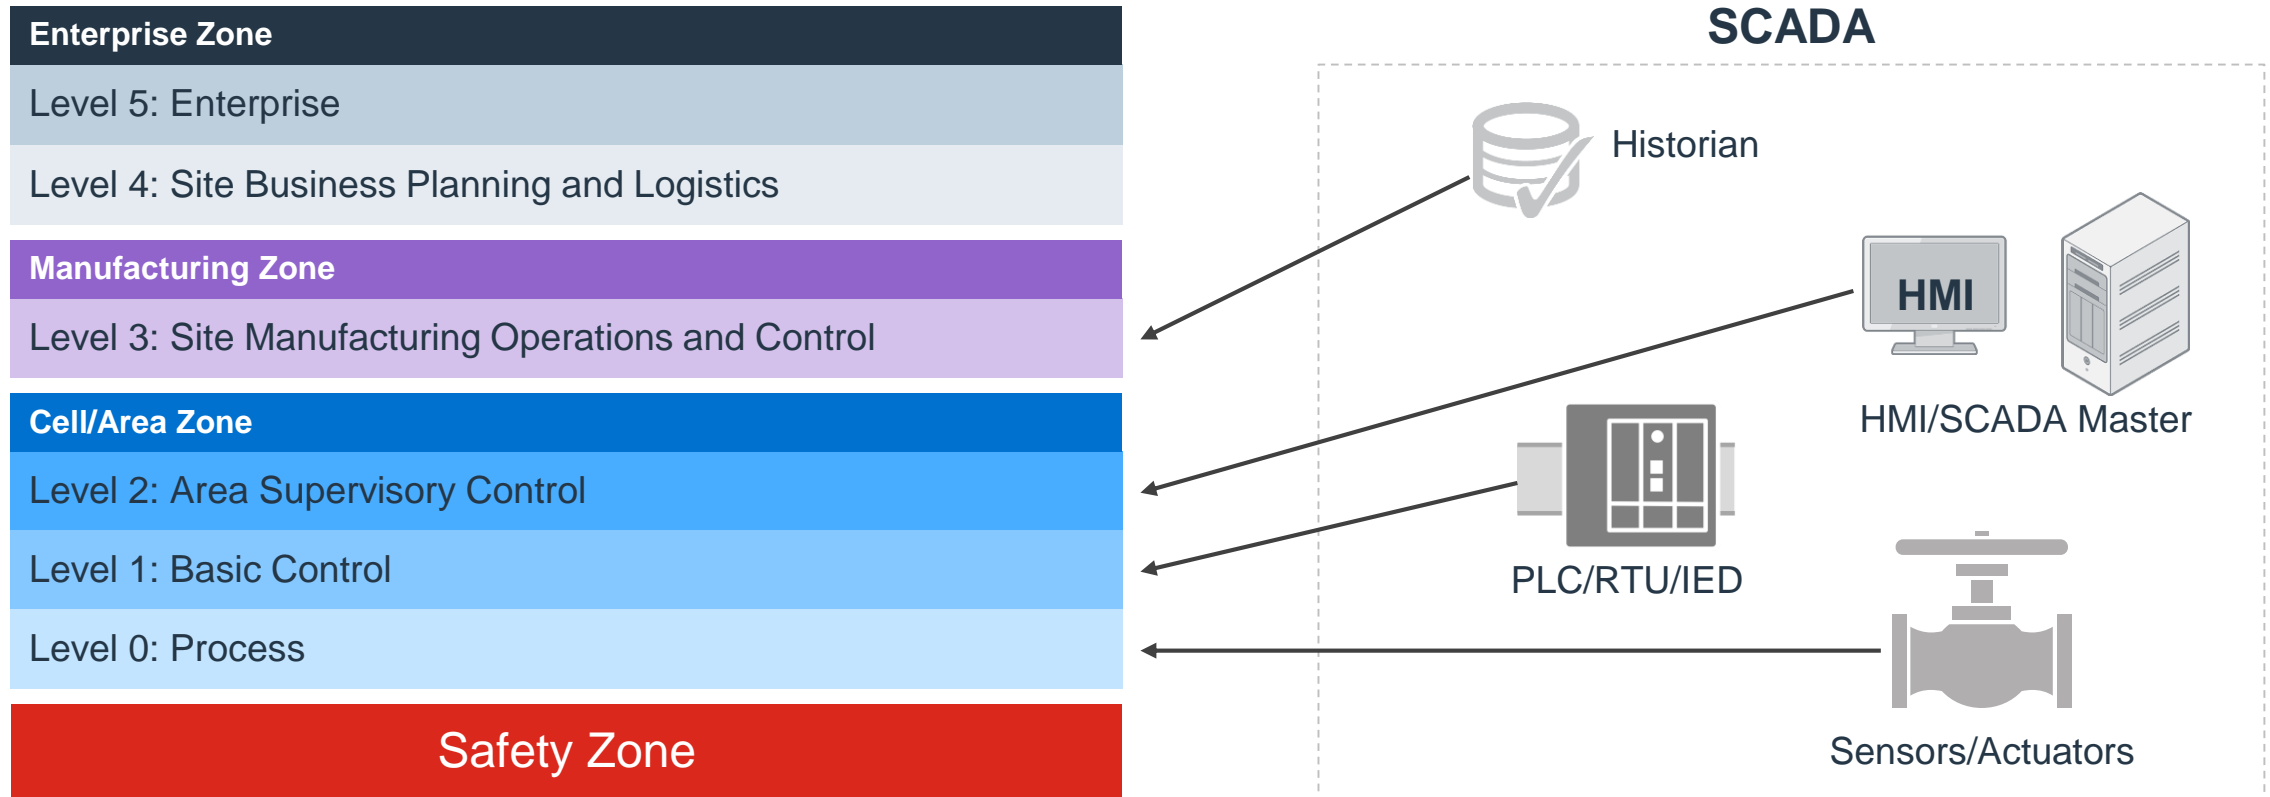 Enterprise Zone
Level 5: Enterprise
Level 4: Site Business Planning and Logistics
Manufacturing Zone
Level 3: Site Manufacturing Operations and Control
Cell/Area Zone
Level 2: Area Supervisory Control
Level 1: Basic Control
Level 0: Process
Safety Zone
SCADA
Historian
HMI
HMI/SCADA Master
PLC/RTU/IED
Sensors/Actuators